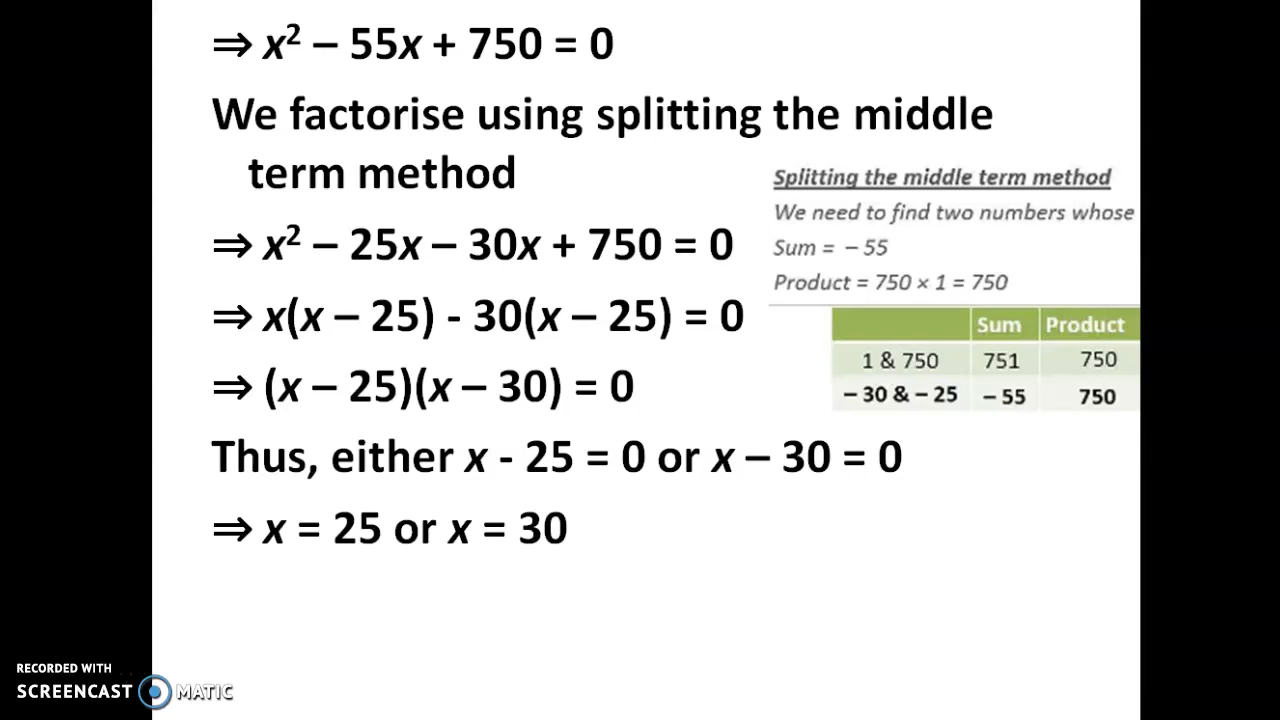 ⇒ x² – 55x + 750 = 0
We factorise using splitting the middle
term method
⇒ x² – 25x – 30x + 750 = 0
⇒ x(x – 25) - 30(x – 25) = 0
⇒ (x – 25)(x – 30) = 0
Thus, either x - 25 = 0 or x – 30 = 0
⇒ x = 25 or x = 30
Splitting the middle term method
We need to find two numbers whose
Sum = – 55
Product = 750 × 1 = 750
Sum Product
1 & 750 751 750
– 30 & – 25 – 55 750
RECORDED WITH
SCREENCAST MATIC